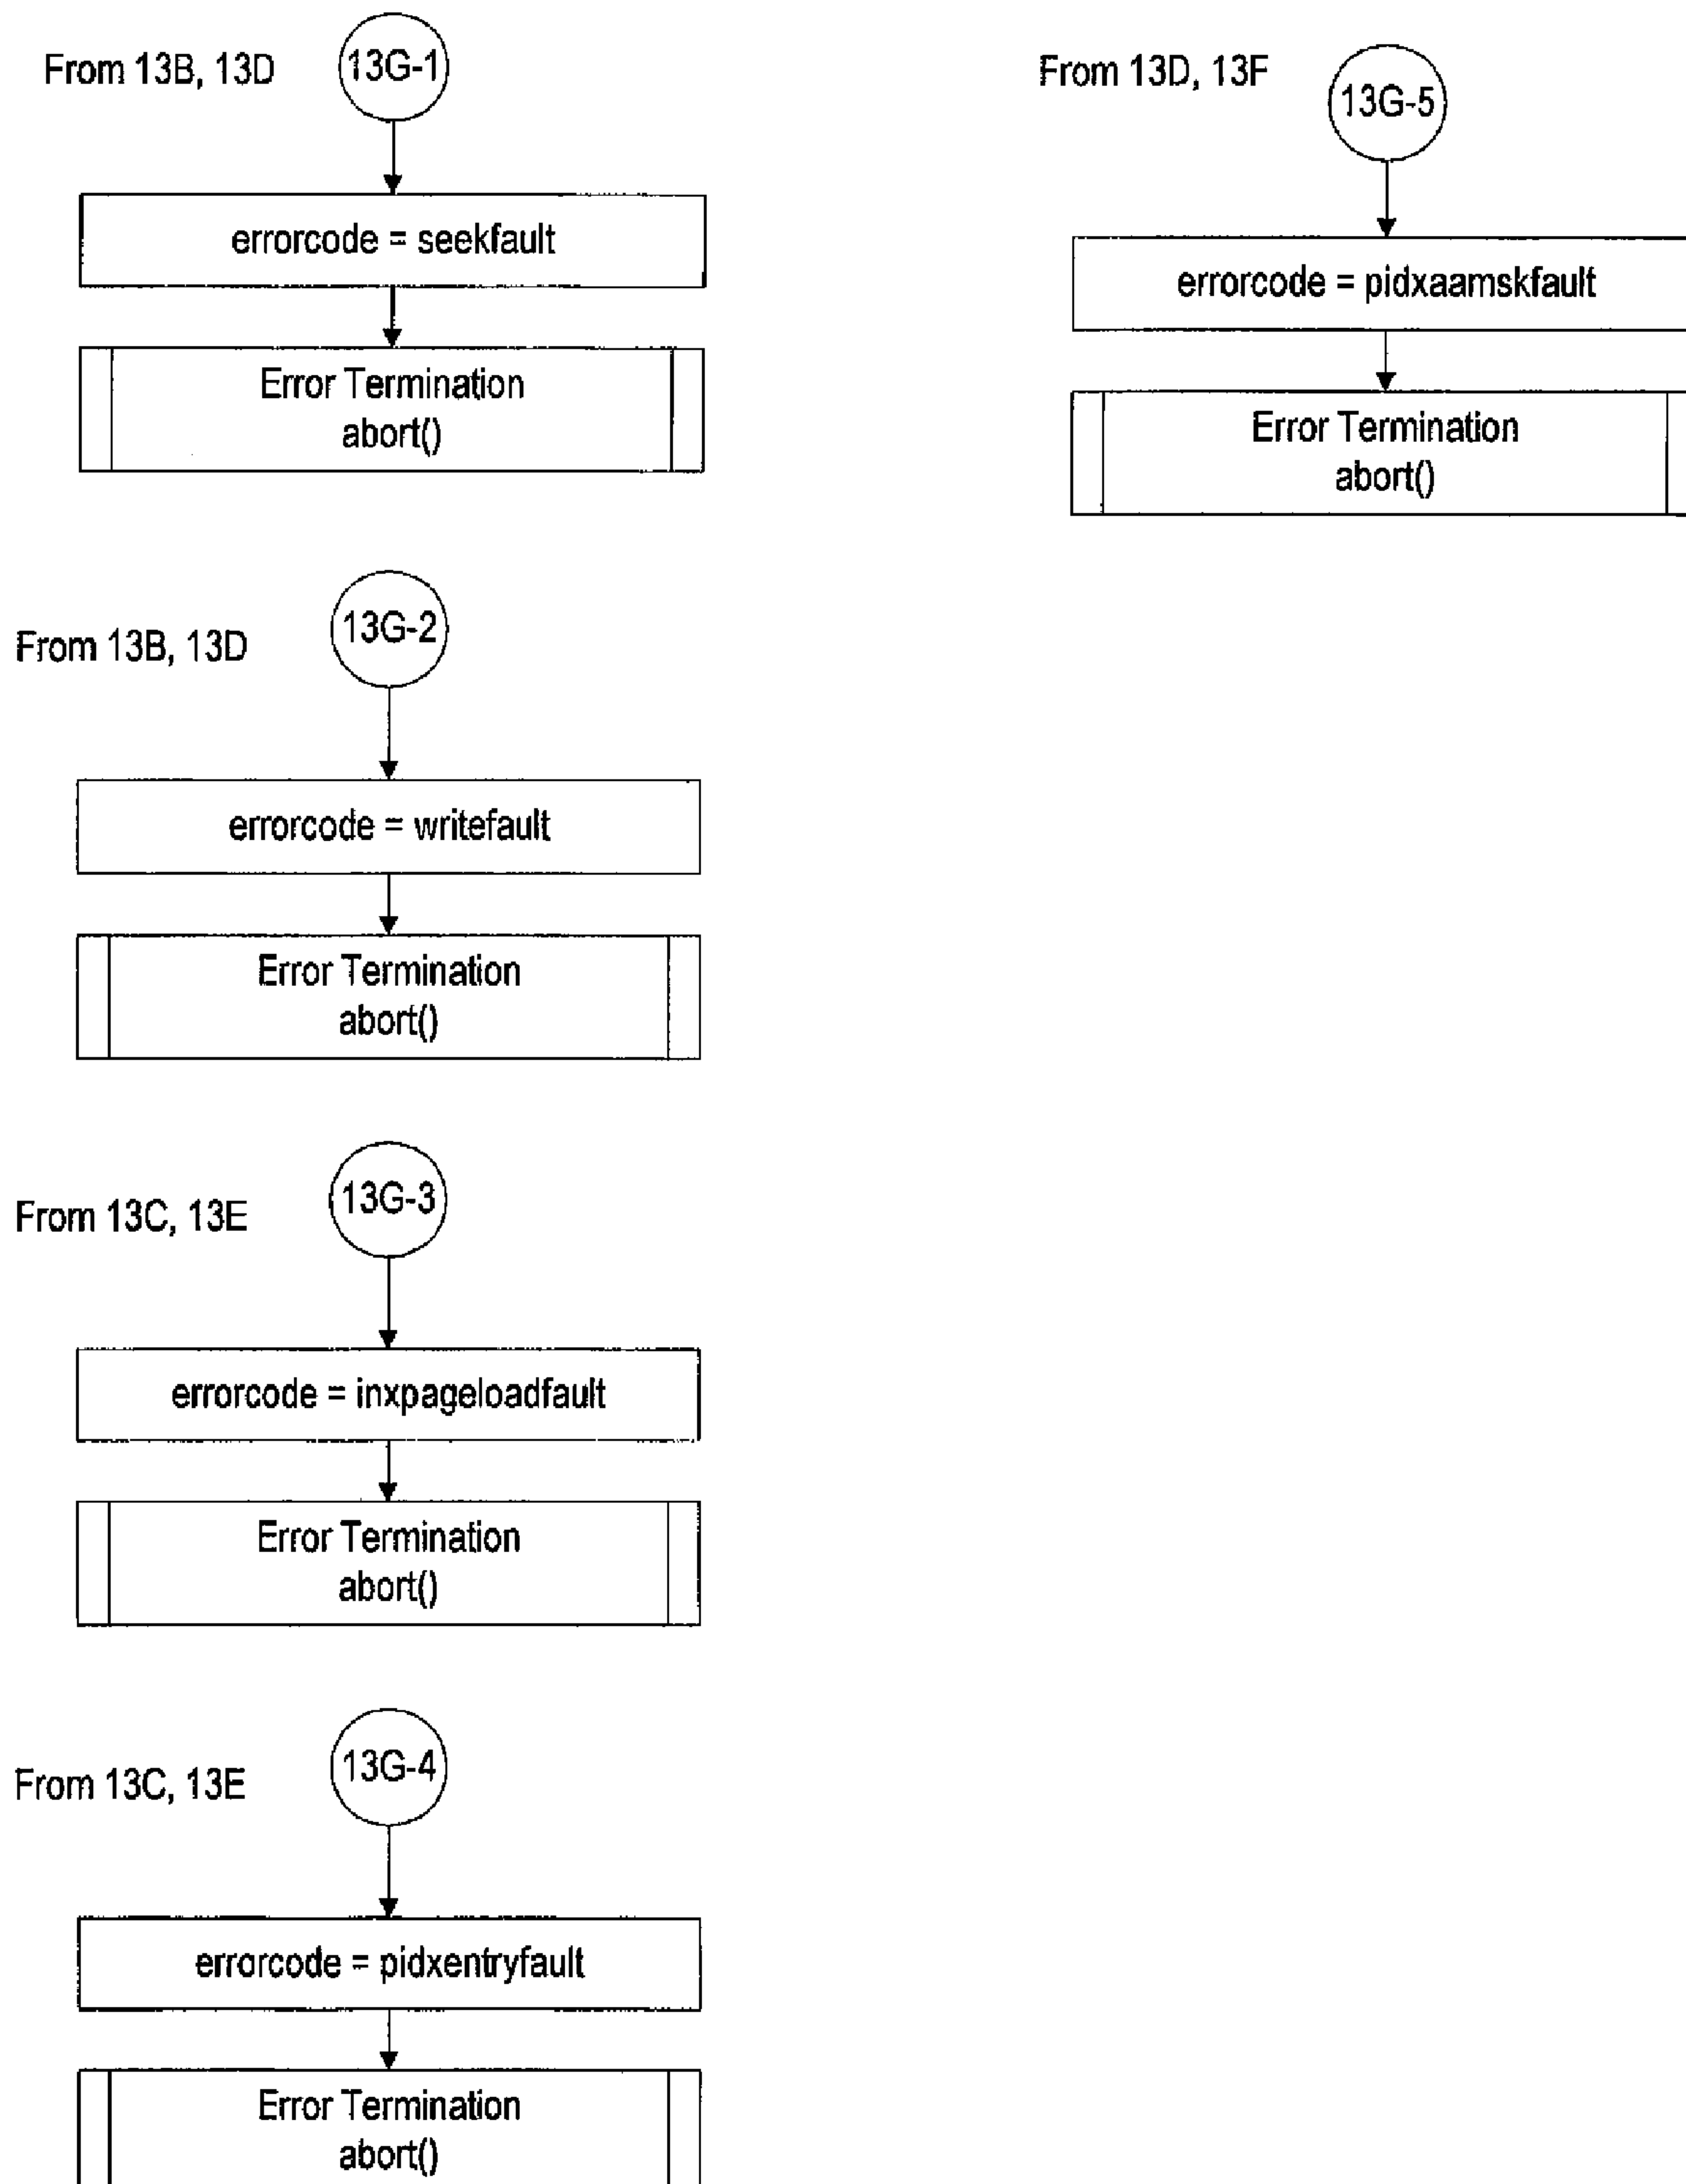 From 13B, 13D
13G-1
errorcode = seekfault
Error Termination
abort()
From 13B, 13D
13G-2
errorcode = writefault
Error Termination
abort()
From 13C, 13E
13G-3
errorcode = inxpageloadfault
Error Termination
abort()
From 13C, 13E
13G-4
errorcode = pidxentryfault
Error Termination
abort()
From 13D, 13F
13G-5
errorcode = pidxaamskfault
Error Termination
abort()